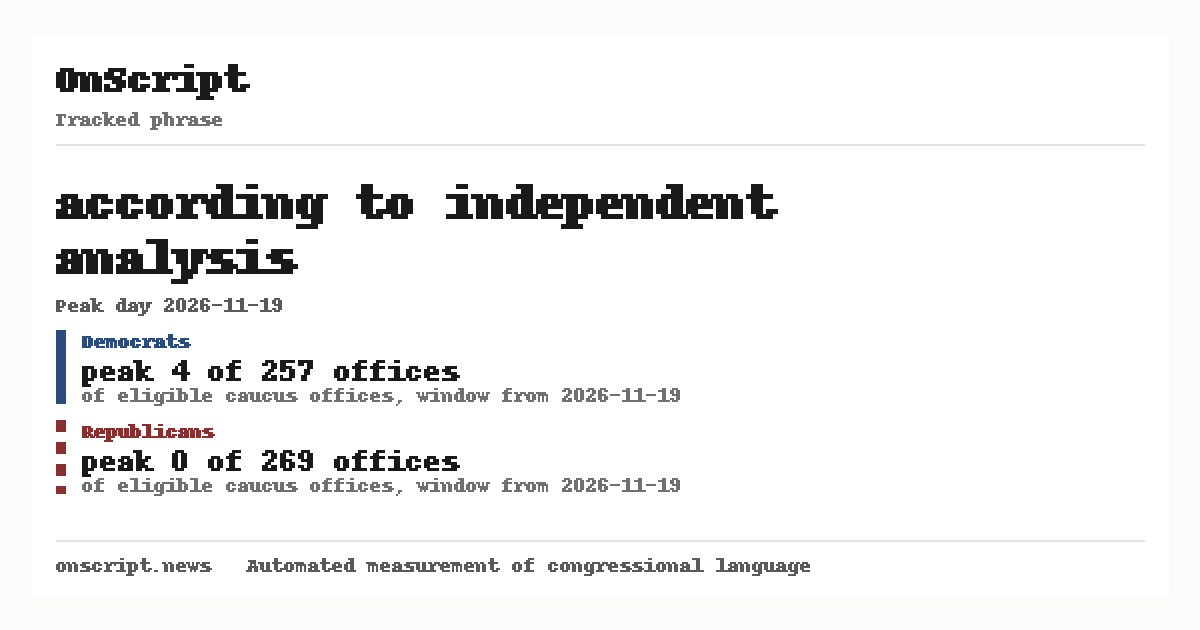 OnScript
Tracked phrase
according to independent
analysis
Peak day 2026-11-19
Democrats
peak 4 of 257 offices
of eligible caucus offices, window from 2026-11-19
Republicans
peak 0 of 269 offices
of eligible caucus offices, window from 2026-11-19
onscript.news Automated measurement of congressional language